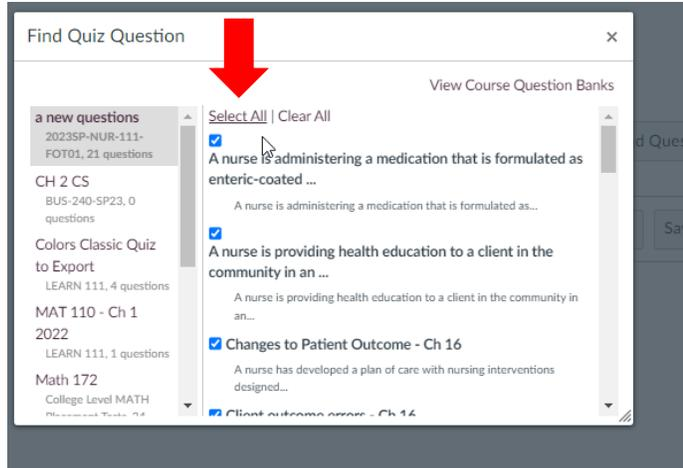 Find Quiz Question
×
View Course Question Banks
a new questions
2023SP-NUR-111-
FOT01, 21 questions
CH 2 CS
BUS-240-SP23, 0
questions
Colors Classic Quiz
to Export
LEARN 111, 4 questions
MAT 110 - Ch 1
2022
LEARN 111, 1 questions
Math 172
College Level MATH
Select All | Clear All
A nurse is administering a medication that is formulated as
enteric-coated ...
A nurse is administering a medication that is formulated as...
A nurse is providing health education to a client in the
community in an ...
A nurse is providing health education to a client in the community in
an...
Changes to Patient Outcome - Ch 16
A nurse has developed a plan of care with nursing interventions
designed...
Client outcome errors - Ch 16